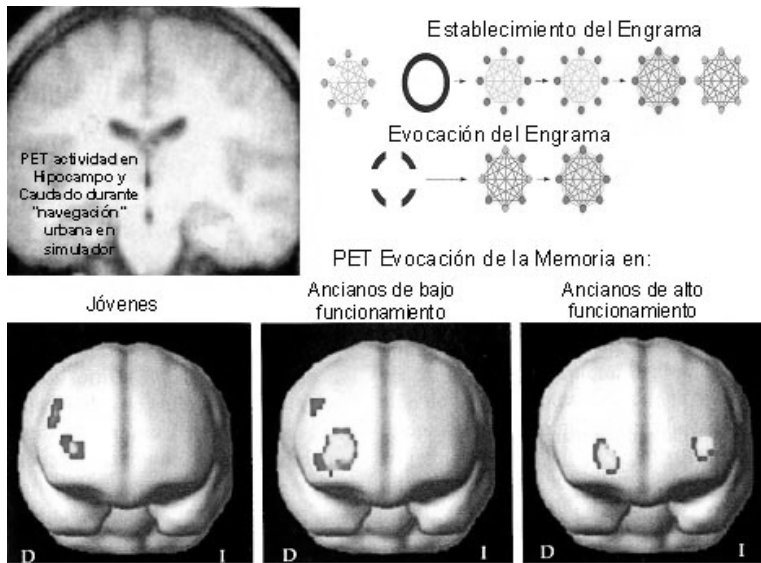 Establecimiento del Engrama
Evocación del Engrama
PET actividad en
Hipocampo y
Caudado durante
"navegación"
urbana en
simulador
PET Evocación de la Memoria en:
Jóvenes
Ancianos de bajo
funcionamiento
Ancianos de alto
funcionamiento
D I
D I
D I